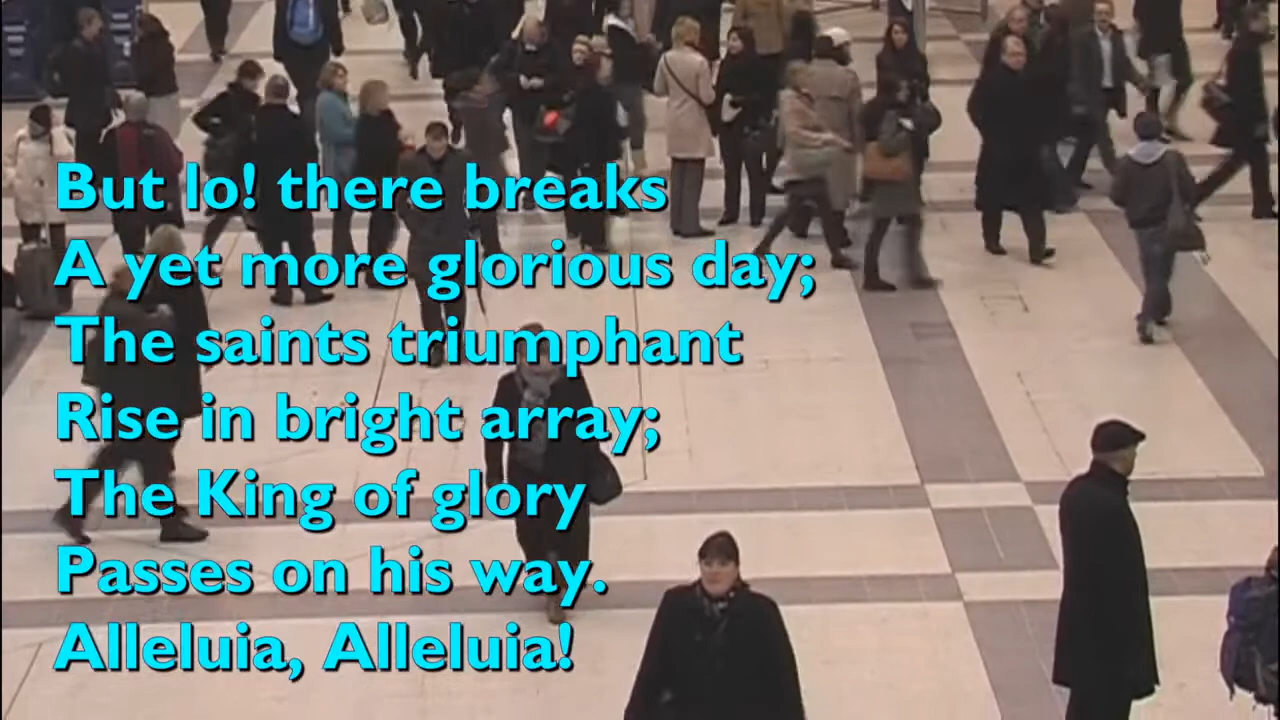 But lo! there breaks
A yet more glorious day;
The saints triumphant
Rise in bright array;
The King of glory
Passes on his way.
Alleluia, Alleluia!